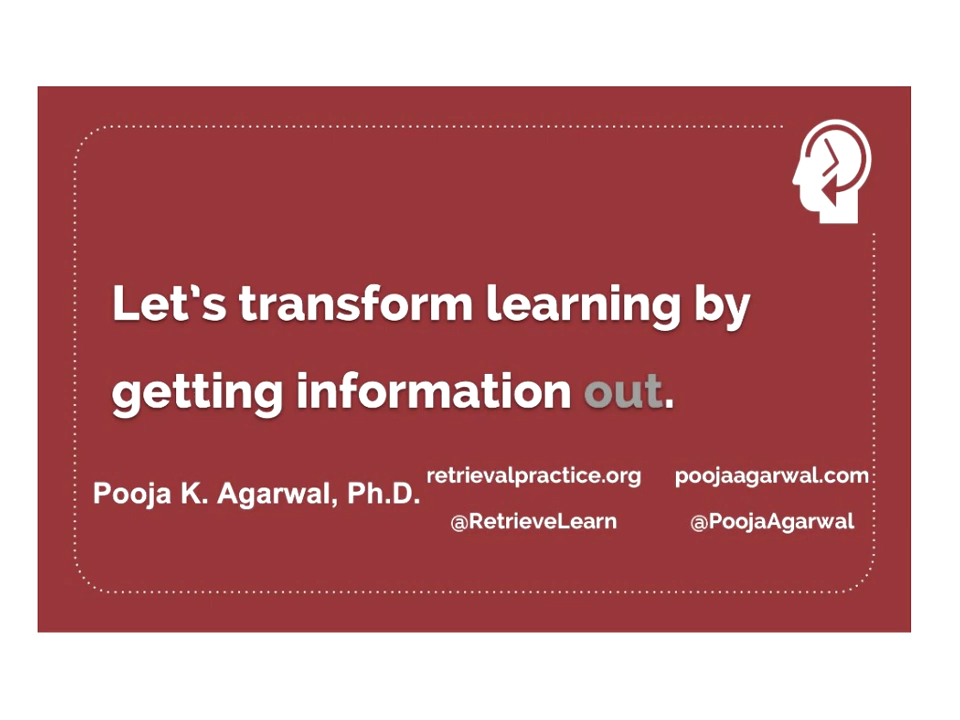 Let’s transform learning by
getting information out.
Pooja K. Agarwal, Ph.D.
retrievalpractice.org
@RetrieveLearn
poojaagarwal.com
@PoojaAgarwal